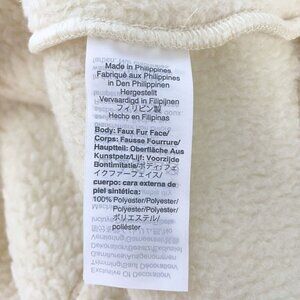 Made in Philippines
Fabriqué aux Philippines
In Den Philippinen
Hergestellt
Vervaardigd in Filipijnen
フィリピン製
Hecho en Filipinas
Body: Faux Fur Face/
Corps: Fausse Fourrure/
Hauptteil: Oberfläche Aus
Kunstpelz/Lijf: Voorzijde
Bontimitatie/ボディ:フェ
イクファーフェイス/
cuerpo: cara externa de
piel sintética:
100% Polyester/Polyester/
Polyester/Polyester/
ポリエステル/
poliéster